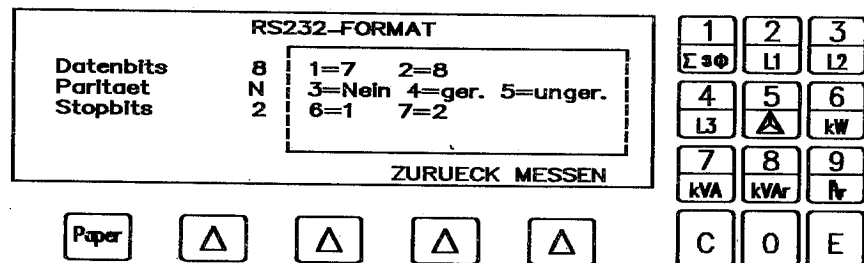 RS232-FORMAT
Datenbits 8 1=7 2=8
Paritaet N 3=Nein 4=ger. 5=unger.
Stopbits 2 6=1 7=2
ZURUECK MESSEN
Paper Δ Δ Δ Δ
1 2 3
Σ3Φ L1 L2
4 5 6
L3 kW
7 8 9
kVA kVAr
C 0 E